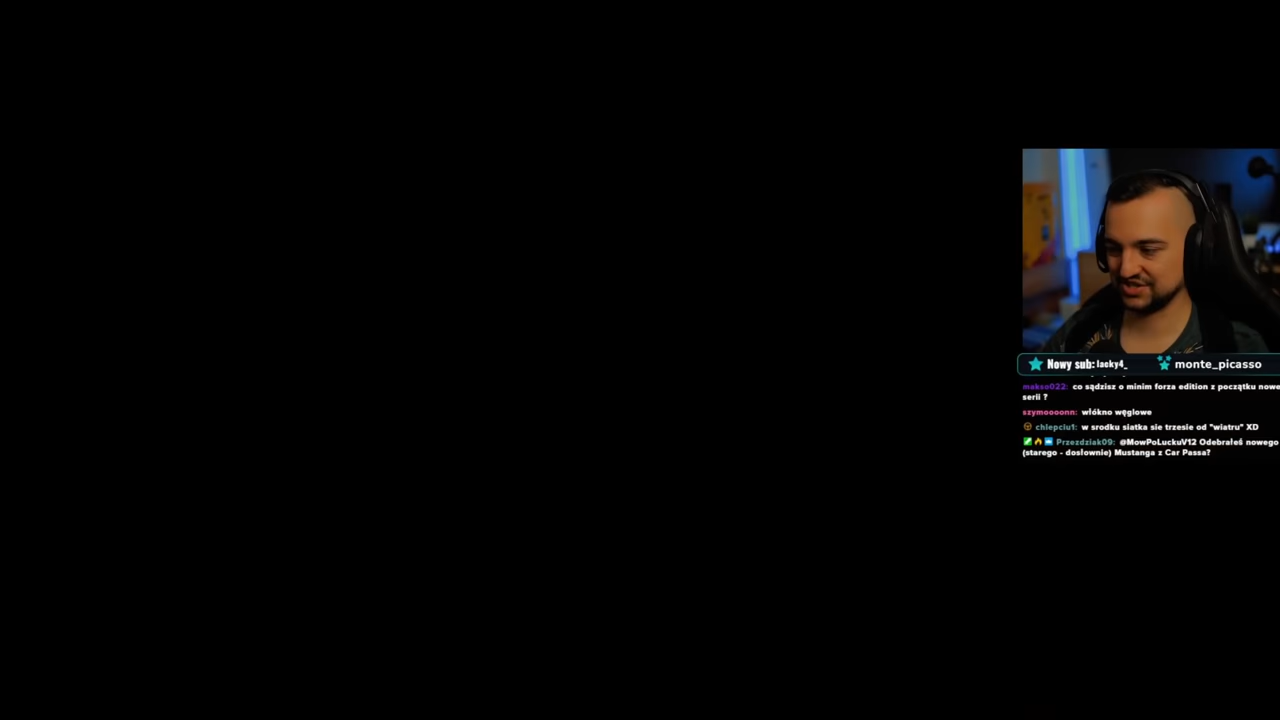 Nowy sub: lacky4_ monte_picasso
makso022: co sądzisz o minim forza edition z początku nowe
serii ?
szymoooonn: włókno węglowe
chlepciu1: w srodku siatka sie trzesie od "wiatru" XD
Przezdziak09: @MowPoLuckuV12 Odebrałeś nowego
(starego - dosłownie) Mustanga z Car Passa?